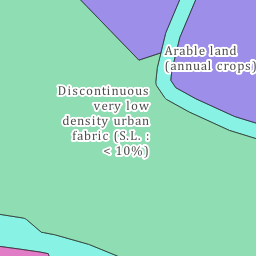 Arable land
(annual crops)
Discontinuous
very low
density urban
fabric (S.L. :
< 10%)